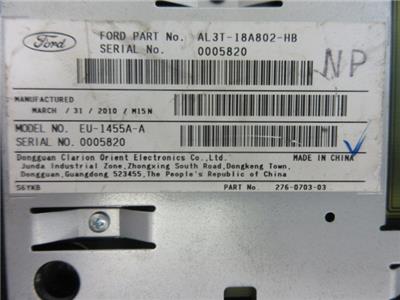 Ford
FORD PART No. AL3T-18A802-HB
SERIAL No. 0005820
NP
MANUFACTURED
MARCH / 31 / 2010 / M15N
MODEL NO. EU-1455A-A
SERIAL NO. 0005820
Dongguan Clarion Orient Electronics Co.,Ltd. MADE IN CHINA
Junda Industrial Zone,Zhongxing South Road,Dongkeng Town,
Dongguan,Guangdong 523455,The People's Republic of China
S6YKB PART No. 276-0703-03